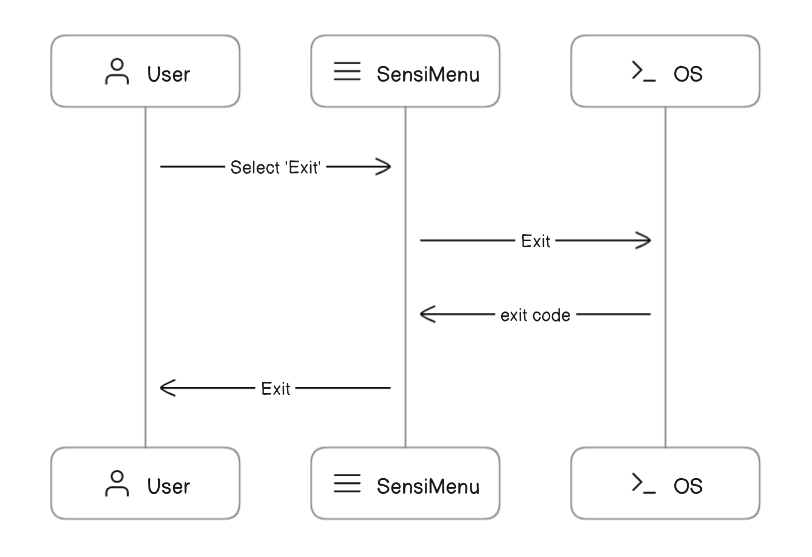 User
SensiMenu
OS
Select 'Exit'
Exit
exit code
Exit
User
SensiMenu
OS